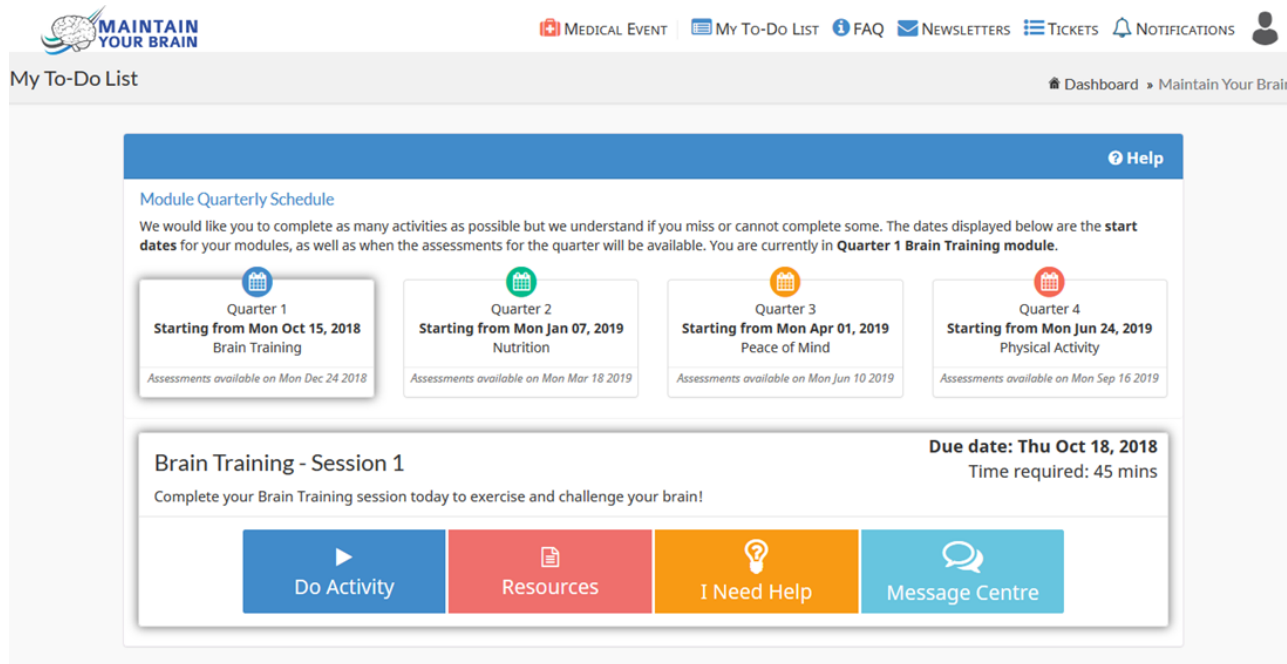 MAINTAIN
YOUR BRAIN
Medical Event
My To-Do List
FAQ
Newsletters
Tickets
Notifications
My To-Do List
Dashboard » Maintain Your Brain
Help
Module Quarterly Schedule
We would like you to complete as many activities as possible but we understand if you miss or cannot complete some. The dates displayed below are the start
dates for your modules, as well as when the assessments for the quarter will be available. You are currently in Quarter 1 Brain Training module.
Quarter 1
Starting from Mon Oct 15, 2018
Brain Training
Assessments available on Mon Dec 24 2018
Quarter 2
Starting from Mon Jan 07, 2019
Nutrition
Assessments available on Mon Mar 18 2019
Quarter 3
Starting from Mon Apr 01, 2019
Peace of Mind
Assessments available on Mon Jun 10 2019
Quarter 4
Starting from Mon Jun 24, 2019
Physical Activity
Assessments available on Mon Sep 16 2019
Brain Training - Session 1
Due date: Thu Oct 18, 2018
Time required: 45 mins
Complete your Brain Training session today to exercise and challenge your brain!
Do Activity
Resources
I Need Help
Message Centre